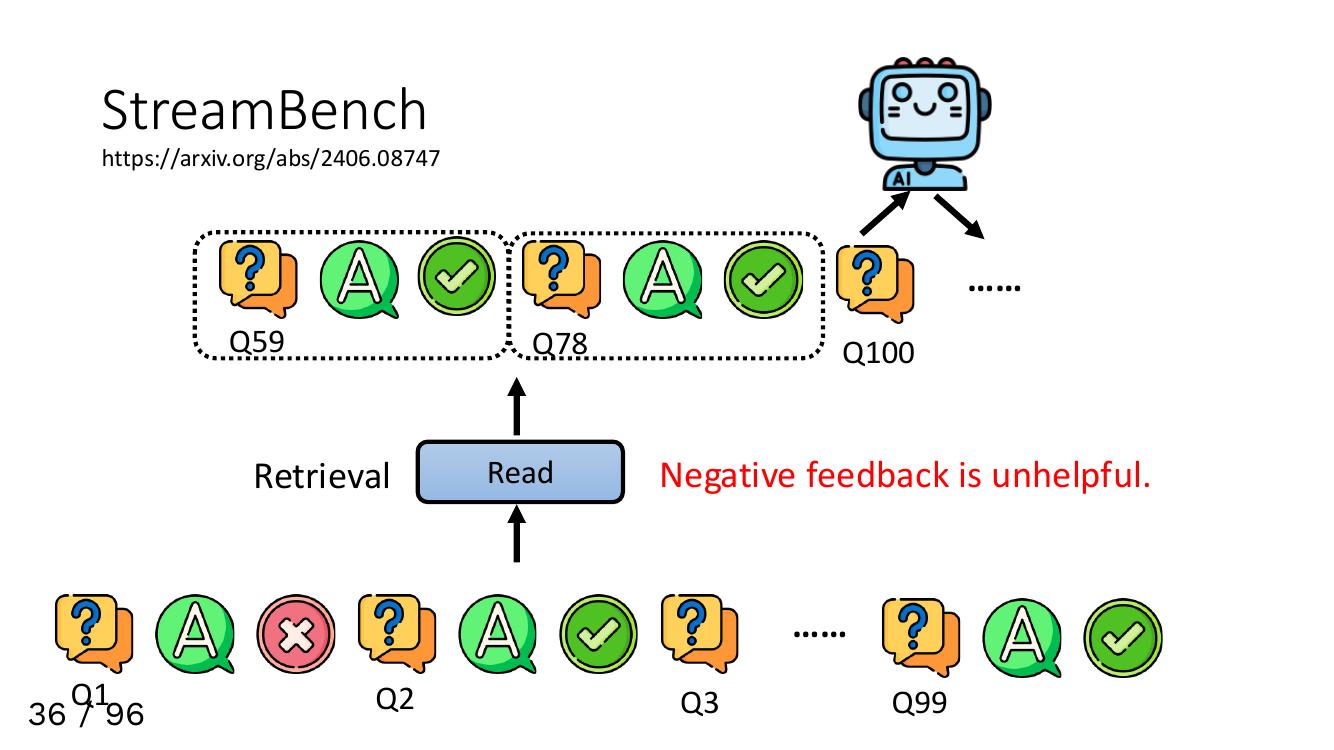 StreamBench
https://arxiv.org/abs/2406.08747
AI
A
A
Q59
Q78
Q100
......
Retrieval
Read
Negative feedback is unhelpful.
A
A
......
A
Q1
Q2
Q3
Q99
36 / 96